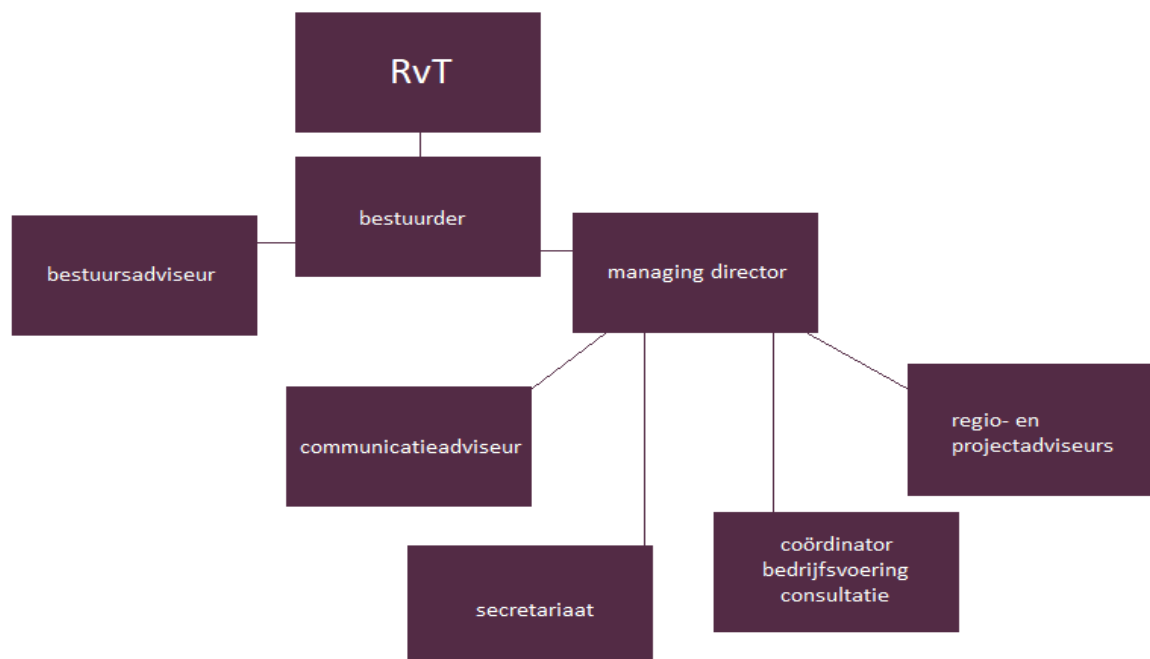 RvT
bestuurder
bestuursadviseur
managing director
communicatieadviseur
regio- en
projectadviseurs
coördinator
bedrijfsvoering
consultatie
secretariaat